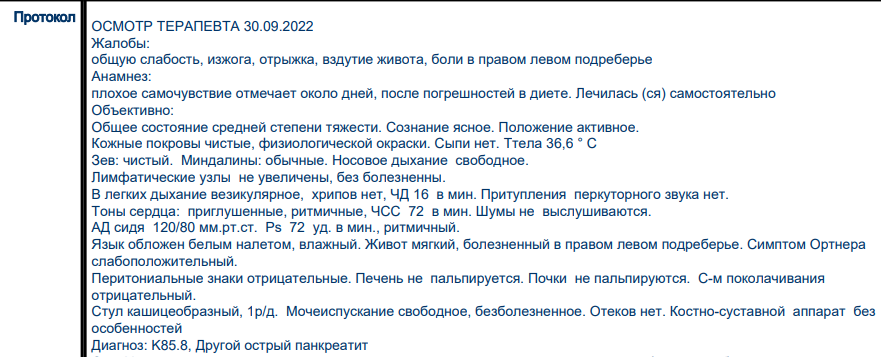 Протокол
ОСМОТР ТЕРАПЕВТА 30.09.2022
Жалобы:
общую слабость, изжога, отрыжка, вздутие живота, боли в правом левом подреберье
Анамнез:
плохое самочувствие отмечает около дней, после погрешностей в диете. Лечилась (ся) самостоятельно
Объективно:
Общее состояние средней степени тяжести. Сознание ясное. Положение активное.
Кожные покровы чистые, физиологической окраски. Сыпи нет. Tтела 36,6 ° С
Зев: чистый. Миндалины: обычные. Носовое дыхание свободное.
Лимфатические узлы не увеличены, без болезненны.
В легких дыхание везикулярное, хрипов нет, ЧД 16 в мин. Притупления перкуторного звука нет.
Тоны сердца: приглушенные, ритмичные, ЧСС 72 в мин. Шумы не выслушиваются.
АД сидя 120/80 мм.рт.ст. Ps 72 уд. в мин., ритмичный.
Язык обложен белым налетом, влажный. Живот мягкий, болезненный в правом левом подреберье. Симптом Ортнера
слабоположительный.
Перитониальные знаки отрицательные. Печень не пальпируется. Почки не пальпируются. С-м поколачивания
отрицательный.
Стул кашицеобразный, 1р/д. Мочеиспускание свободное, безболезненное. Отеков нет. Костно-суставной аппарат без
особенностей
Диагноз: K85.8, Другой острый панкреатит